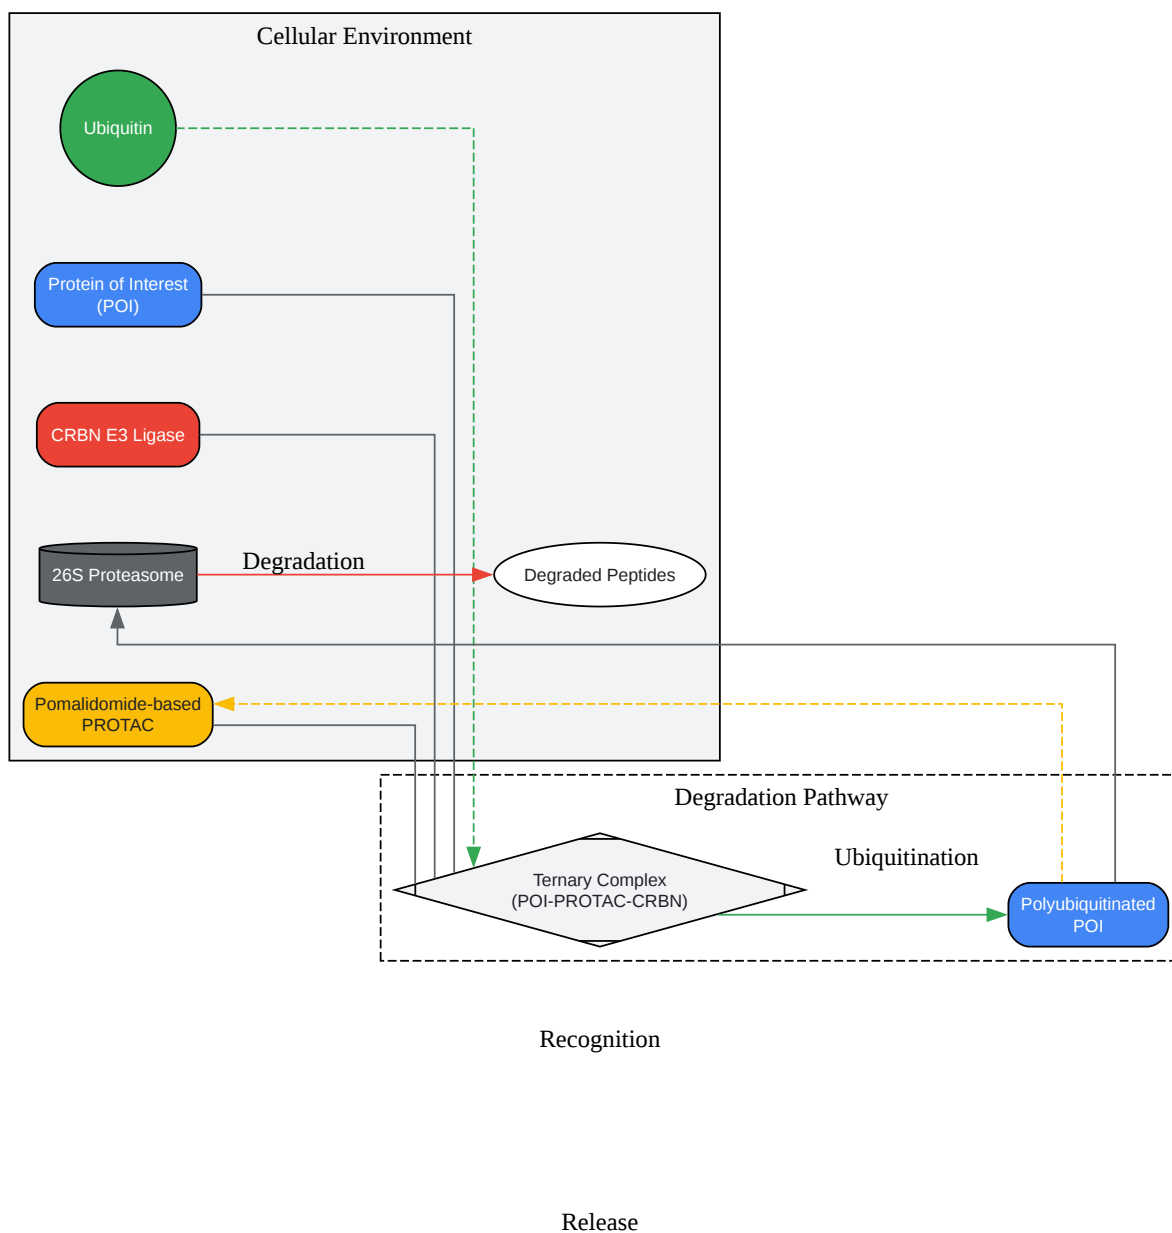 Cellular Environment
Ubiquitin
Protein of Interest
(POI)
CRBN E3 Ligase
26S Proteasome
Degradation
Degraded Peptides
Pomalidomide-based
PROTAC
Degradation Pathway
Ternary Complex
(POI-PROTAC-CRBN)
Ubiquitination
Polyubiquitinated
POI
Recognition
Release